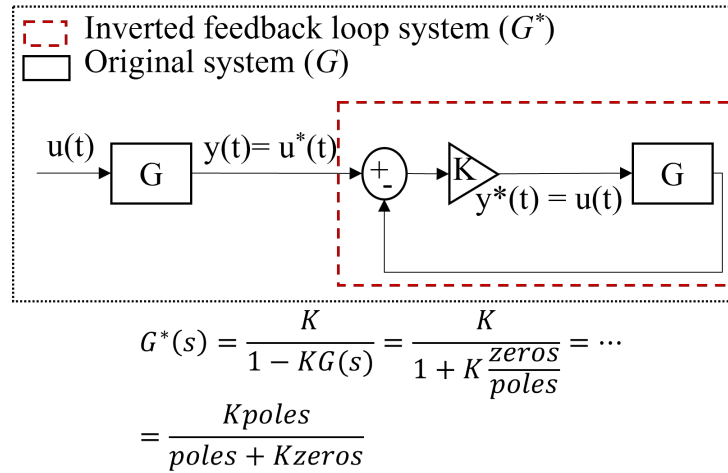 Inverted feedback loop system (G*)
Original system (G)
u(t) y(t)= u*(t)
G + - K G
y*(t) = u(t)
G*(s) = K / (1 − KG(s)) = K / (1 + K zeros/poles) = ⋯
= Kpoles / (poles + Kzeros)